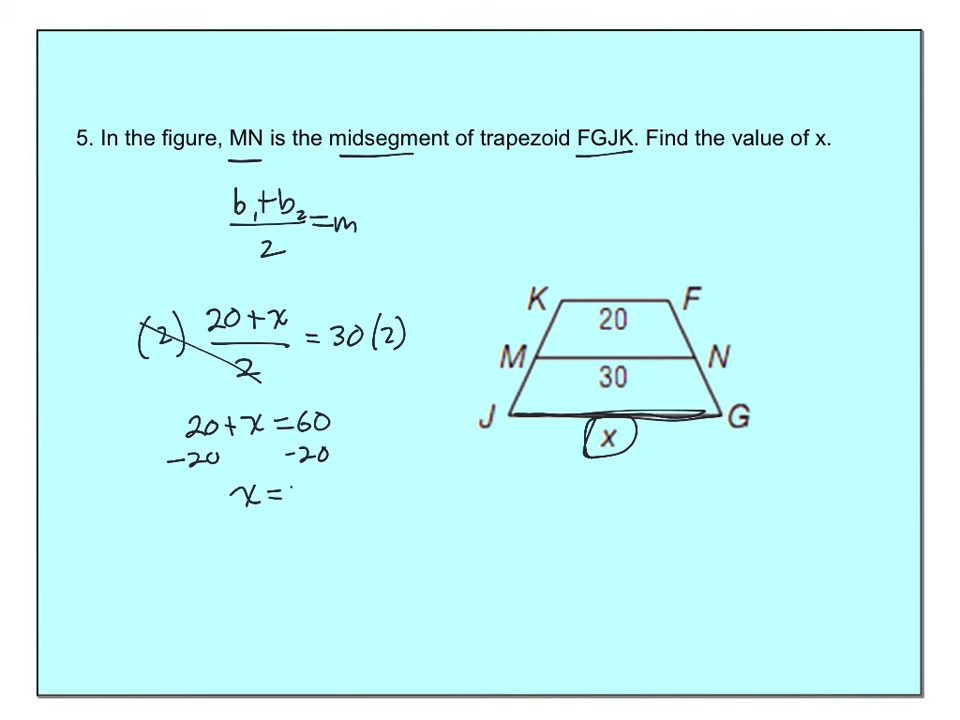 5. In the figure, MN is the midsegment of trapezoid FGJK. Find the value of x.
b₁+b₂
2
=m
(2) 20+x
2
= 30(2)
20+x=60
-20 -20
x=
K F
20
M N
30
J G
x